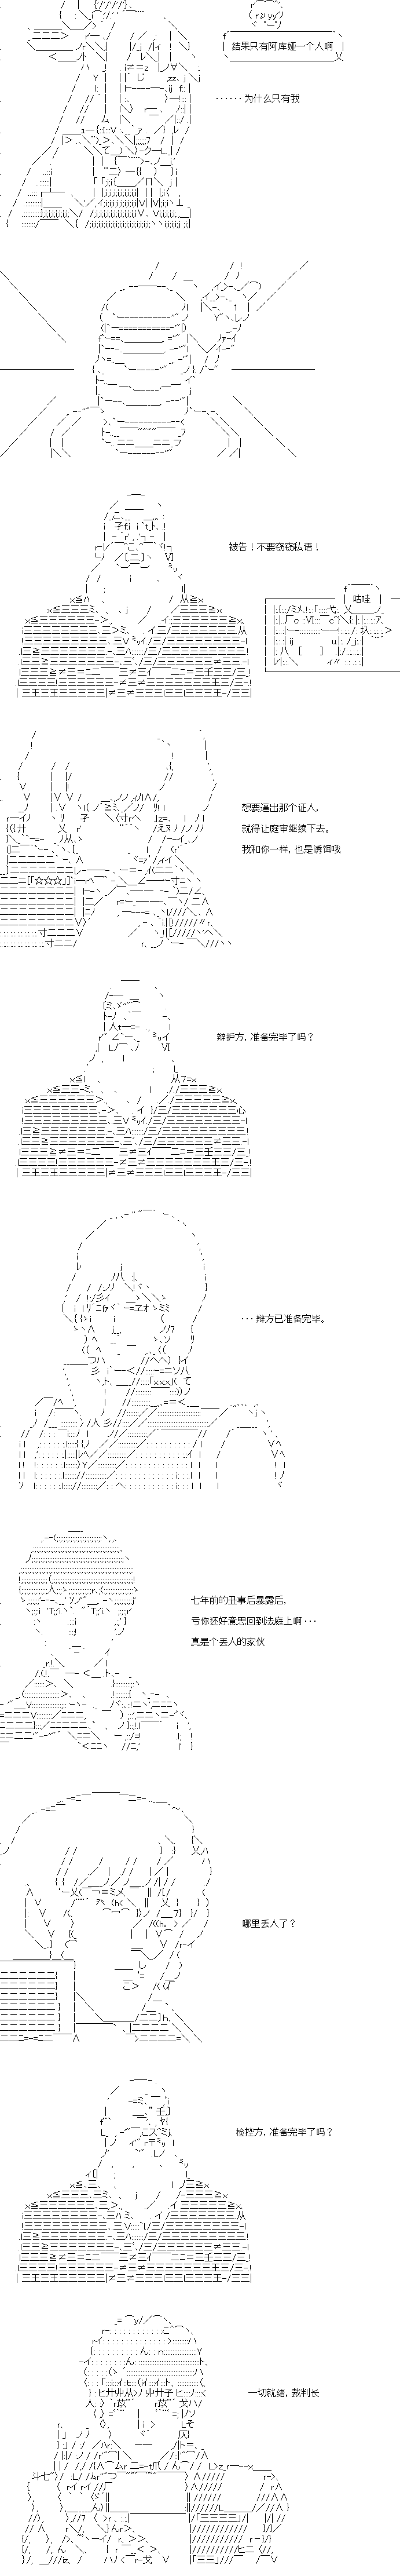 结果只有阿库娅一个人啊
······为什么只有我
被告！不要窃窃私语！
咕哇
想要逼出那个证人，
就得让庭审继续下去。
我和你一样，也是诱饵哦
辩护方，准备完毕了吗？
···辩方已准备完毕。
七年前的丑事后暴露后，
亏你还好意思回到法庭上啊···
真是个丢人的家伙
哪里丢人了？
检控方，准备完毕了吗？
一切就绪，裁判长